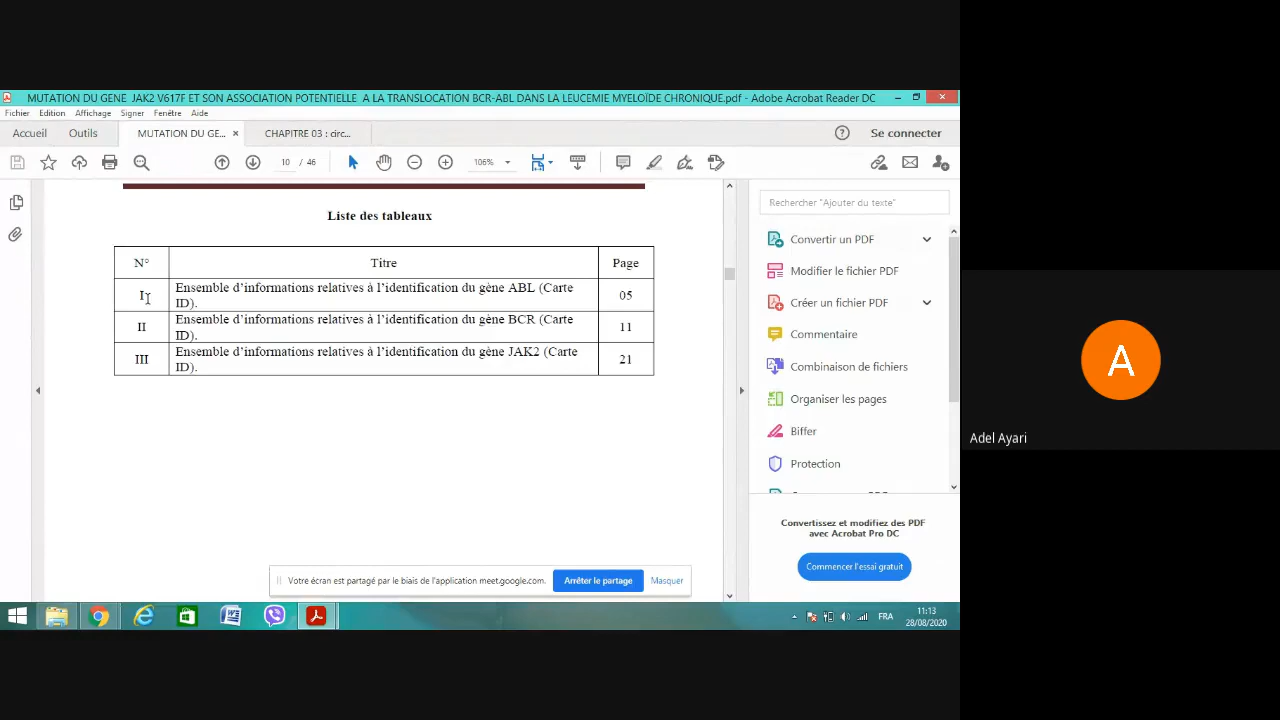 MUTATION DU GENE JAK2 V617F ET SON ASSOCIATION POTENTIELLE A LA TRANSLOCATION BCR-ABL DANS LA LEUCEMIE MYELOÏDE CHRONIQUE.pdf - Adobe Acrobat Reader DC
Fichier Edition Affichage Signer Fenêtre Aide
Accueil Outils MUTATION DU GE... × CHAPITRE 03 : circ... Se connecter
10 / 46 106%
Liste des tableaux
N° Titre Page
I Ensemble d'informations relatives à l'identification du gène ABL (Carte
ID). 05
II Ensemble d'informations relatives à l'identification du gène BCR (Carte
ID). 11
III Ensemble d'informations relatives à l'identification du gène JAK2 (Carte
ID). 21
Rechercher "Ajouter du texte"
Convertir un PDF
Modifier le fichier PDF
Créer un fichier PDF
Commentaire
Combinaison de fichiers
Organiser les pages
Biffer
Protection
Convertissez et modifiez des PDF
avec Acrobat Pro DC
Commencer l'essai gratuit
Votre écran est partagé par le biais de l'application meet.google.com. Arrêter le partage Masquer
FRA
11:13
28/08/2020
A
Adel Ayari